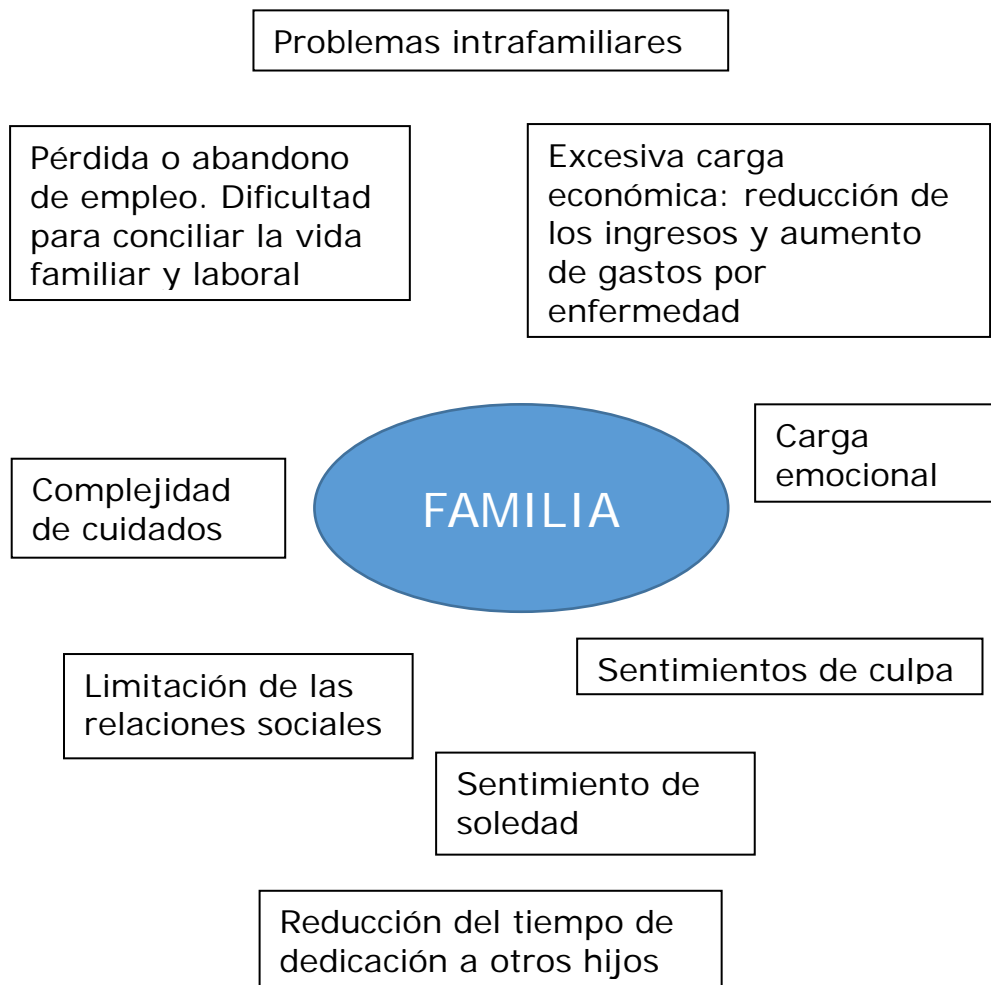 Problemas intrafamiliares
Pérdida o abandono
de empleo. Dificultad
para conciliar la vida
familiar y laboral
Excesiva carga
económica: reducción de
los ingresos y aumento
de gastos por
enfermedad
Carga
emocional
Complejidad
de cuidados
FAMILIA
Sentimientos de culpa
Limitación de las
relaciones sociales
Sentimiento de
soledad
Reducción del tiempo de
dedicación a otros hijos